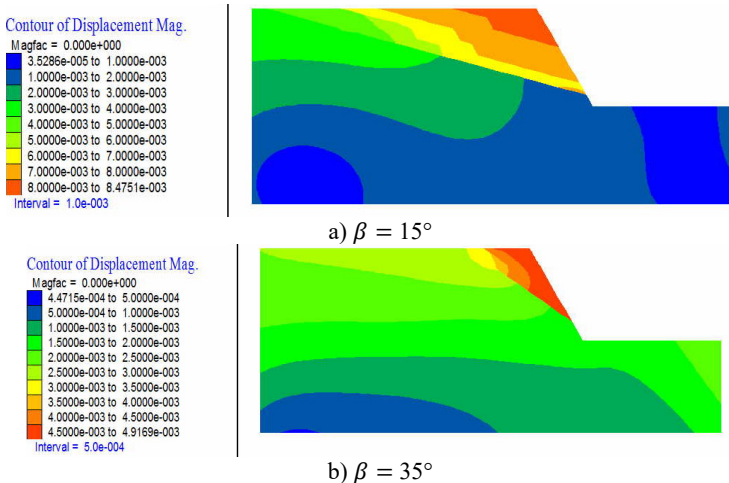 Contour of Displacement Mag.
Magfac = 0.000e+000
3.5286e-005 to 1.0000e-003
1.0000e-003 to 2.0000e-003
2.0000e-003 to 3.0000e-003
3.0000e-003 to 4.0000e-003
4.0000e-003 to 5.0000e-003
5.0000e-003 to 6.0000e-003
6.0000e-003 to 7.0000e-003
7.0000e-003 to 8.0000e-003
8.0000e-003 to 8.4751e-003
Interval = 1.0e-003
a) β = 15°
Contour of Displacement Mag.
Magfac = 0.000e+000
4.4715e-004 to 5.0000e-004
5.0000e-004 to 1.0000e-003
1.0000e-003 to 1.5000e-003
1.5000e-003 to 2.0000e-003
2.0000e-003 to 2.5000e-003
2.5000e-003 to 3.0000e-003
3.0000e-003 to 3.5000e-003
3.5000e-003 to 4.0000e-003
4.0000e-003 to 4.5000e-003
4.5000e-003 to 4.9169e-003
Interval = 5.0e-004
b) β = 35°